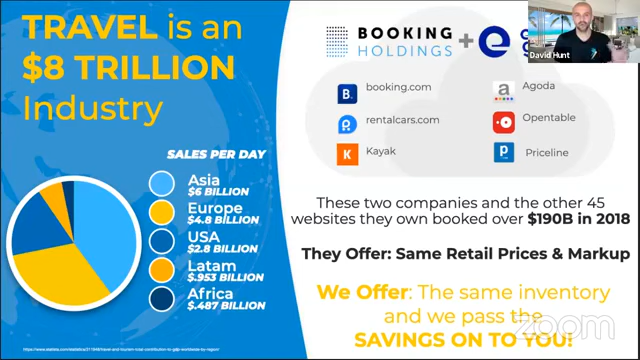 TRAVEL is an
$8 TRILLION
Industry
SALES PER DAY
Asia
$6 BILLION
Europe
$4.8 BILLION
USA
$2.8 BILLION
Latam
$.953 BILLION
Africa
$.487 BILLION
BOOKING
HOLDINGS
+
David Hunt
B.
booking.com
a
Agoda
R
rentalcars.com
Opentable
K
Kayak
p
Priceline
These two companies and the other 45
websites they own booked over $190B in 2018
They Offer: Same Retail Prices & Markup
We Offer: The same inventory
and we pass the
SAVINGS ON TO YOU!
zoom